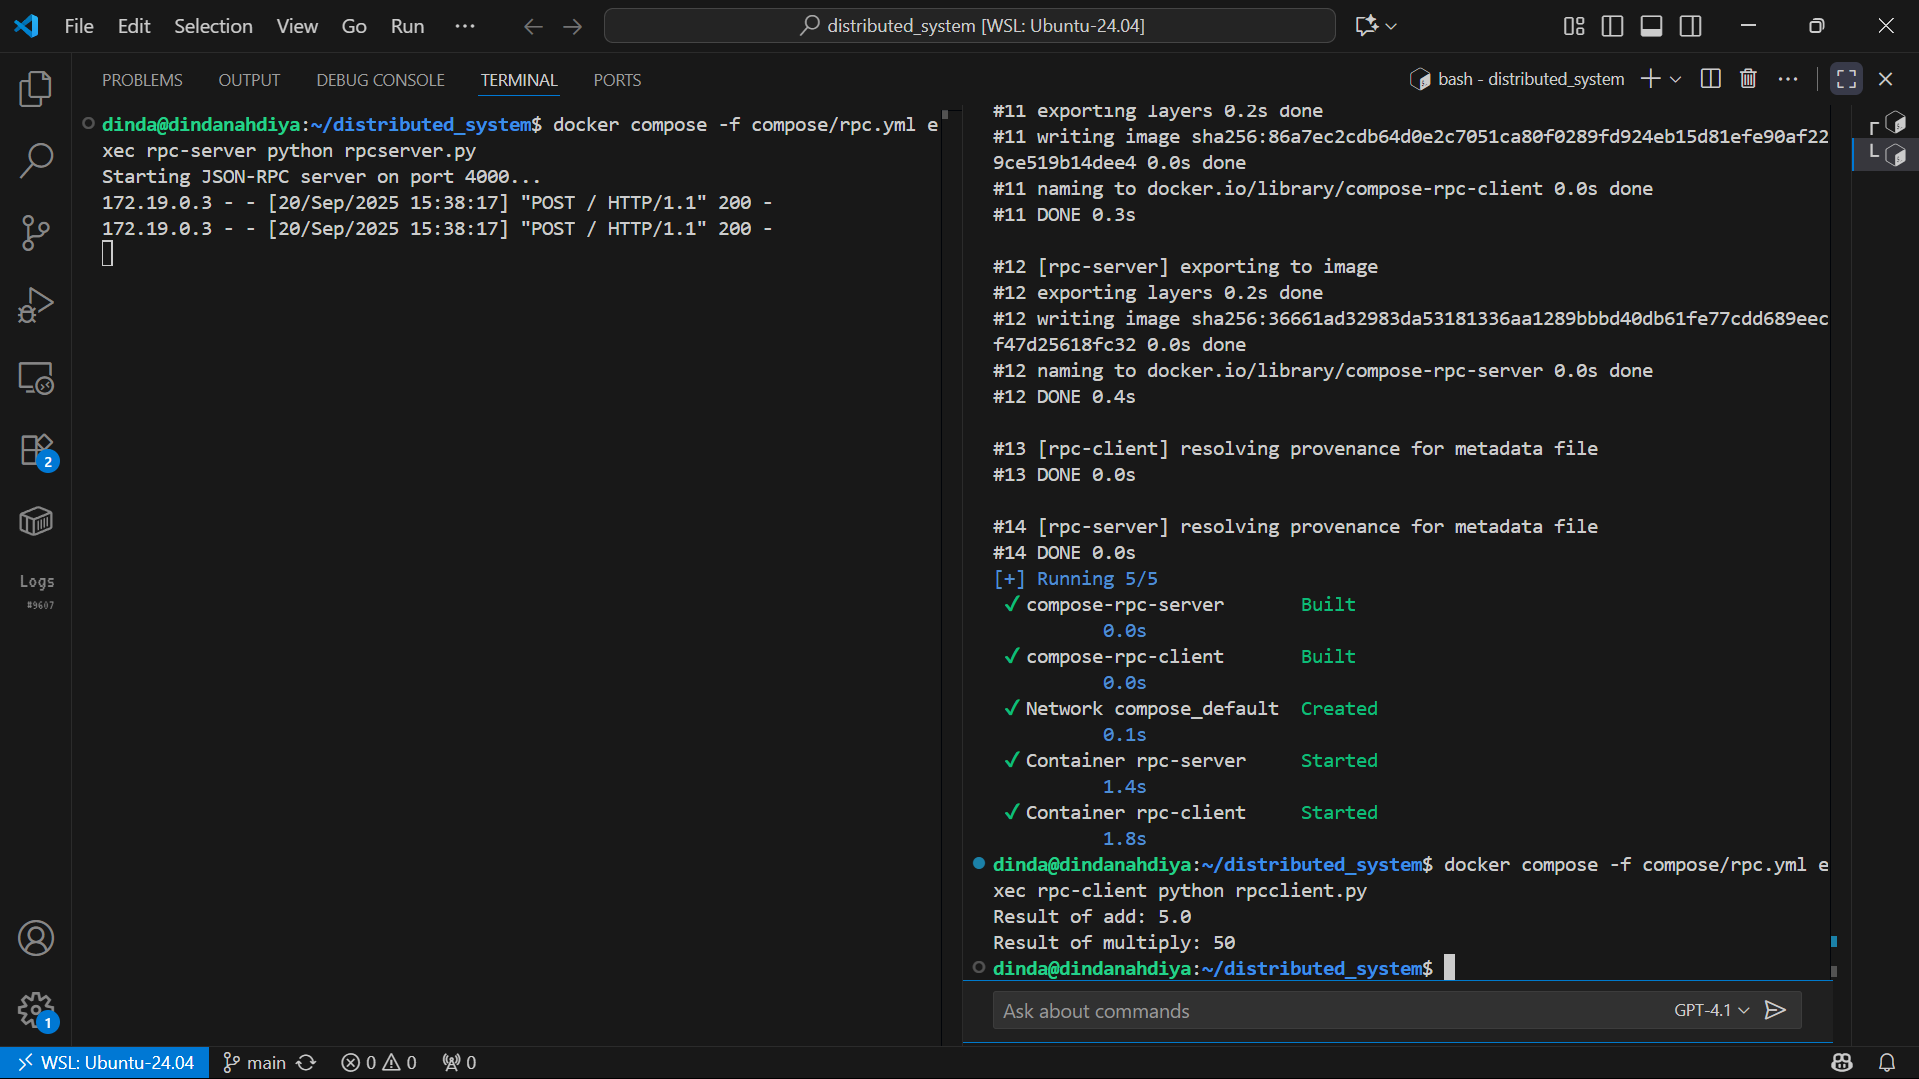 File Edit Selection View Go Run ...
distributed_system [WSL: Ubuntu-24.04]
PROBLEMS OUTPUT DEBUG CONSOLE TERMINAL PORTS
bash - distributed_system
dinda@dindanahdiya:~/distributed_system$ docker compose -f compose/rpc.yml e
xec rpc-server python rpcserver.py
Starting JSON-RPC server on port 4000...
172.19.0.3 - - [20/Sep/2025 15:38:17] "POST / HTTP/1.1" 200 -
172.19.0.3 - - [20/Sep/2025 15:38:17] "POST / HTTP/1.1" 200 -
#11 exporting layers 0.2s done
#11 writing image sha256:86a7ec2cdb64d0e2c7051ca80f0289fd924eb15d81efe90af22
9ce519b14dee4 0.0s done
#11 naming to docker.io/library/compose-rpc-client 0.0s done
#11 DONE 0.3s
#12 [rpc-server] exporting to image
#12 exporting layers 0.2s done
#12 writing image sha256:36661ad32983da53181336aa1289bbbd40db61fe77cdd689eec
f47d25618fc32 0.0s done
#12 naming to docker.io/library/compose-rpc-server 0.0s done
#12 DONE 0.4s
#13 [rpc-client] resolving provenance for metadata file
#13 DONE 0.0s
#14 [rpc-server] resolving provenance for metadata file
#14 DONE 0.0s
[+] Running 5/5
✓ compose-rpc-server Built
0.0s
✓ compose-rpc-client Built
0.0s
✓ Network compose_default Created
0.1s
✓ Container rpc-server Started
1.4s
✓ Container rpc-client Started
1.8s
dinda@dindanahdiya:~/distributed_system$ docker compose -f compose/rpc.yml e
xec rpc-client python rpcclient.py
Result of add: 5.0
Result of multiply: 50
dinda@dindanahdiya:~/distributed_system$
Ask about commands GPT-4.1
2
Logs
#9607
1
WSL: Ubuntu-24.04 main 0 0 0